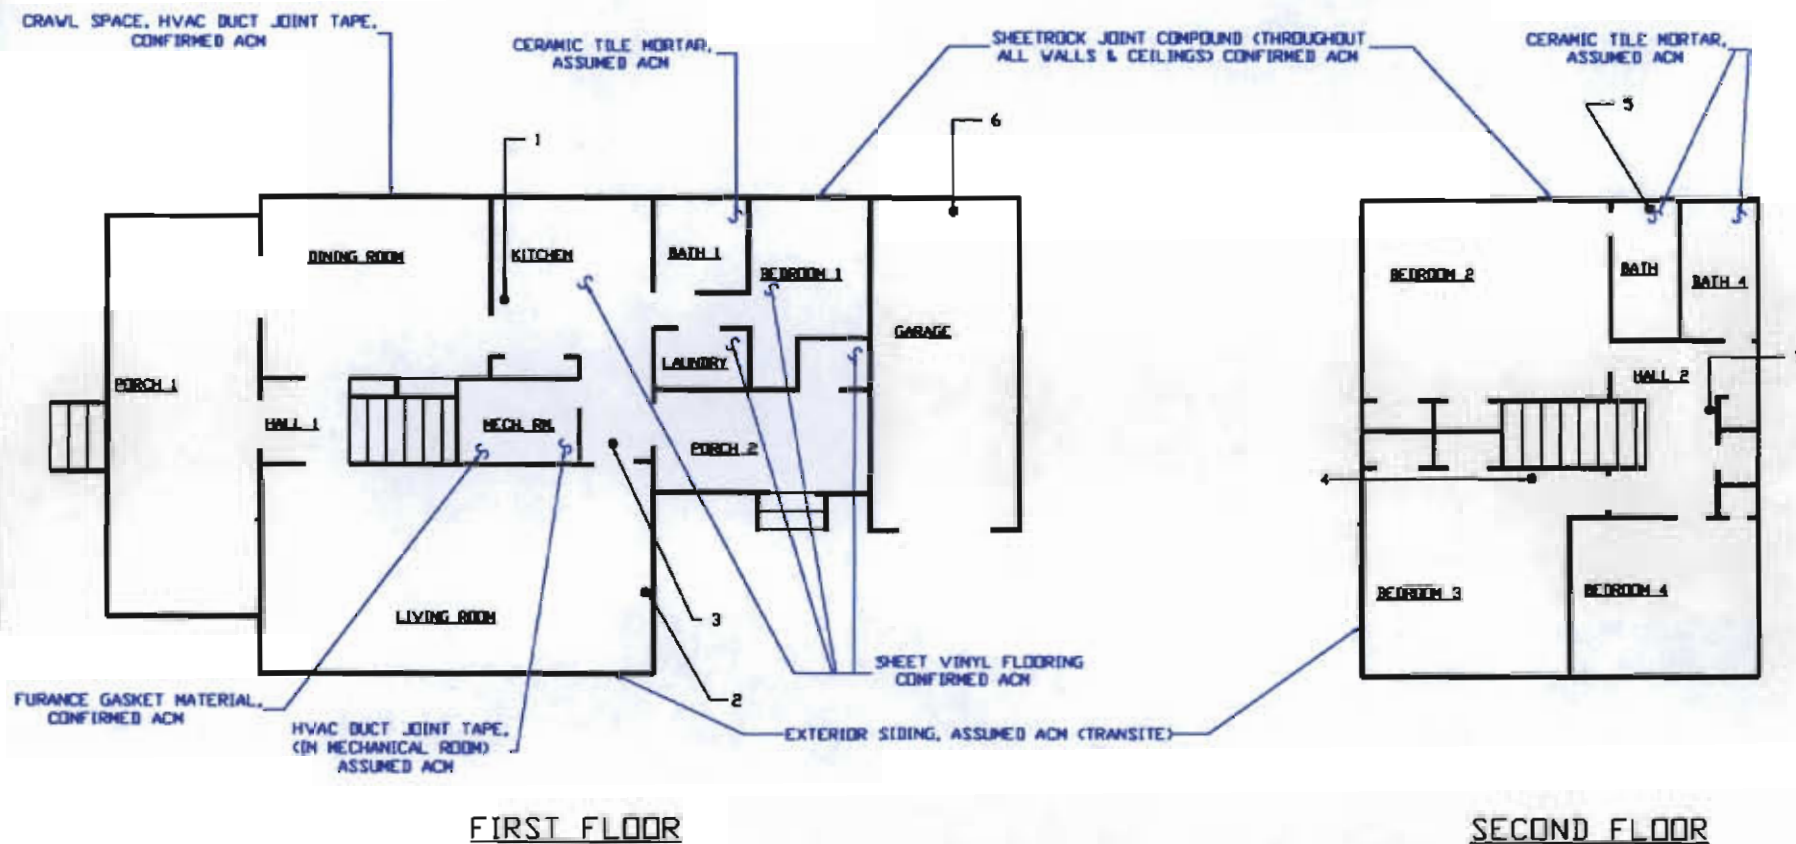 CRAWL SPACE, HVAC DUCT JOINT TAPE,
CONFIRMED ACM
CERAMIC TILE MORTAR,
ASSUMED ACM
SHEETROCK JOINT COMPOUND (THROUGHOUT
ALL WALLS & CEILINGS) CONFIRMED ACM
CERAMIC TILE MORTAR,
ASSUMED ACM
1
6
5
DINING ROOM
KITCHEN
BATH 1
BEDROOM 1
GARAGE
LAUNDRY
PORCH 1
HALL 1
MECH. RM.
PORCH 2
LIVING ROOM
3
2
BEDROOM 2
BATH
BATH 4
HALL 2
4
BEDROOM 3
BEDROOM 4
SHEET VINYL FLOORING
CONFIRMED ACM
FURANCE GASKET MATERIAL,
CONFIRMED ACM
HVAC DUCT JOINT TAPE,
(IN MECHANICAL ROOM)
ASSUMED ACM
EXTERIOR SIDING, ASSUMED ACM (TRANSITE)
FIRST FLOOR
SECOND FLOOR